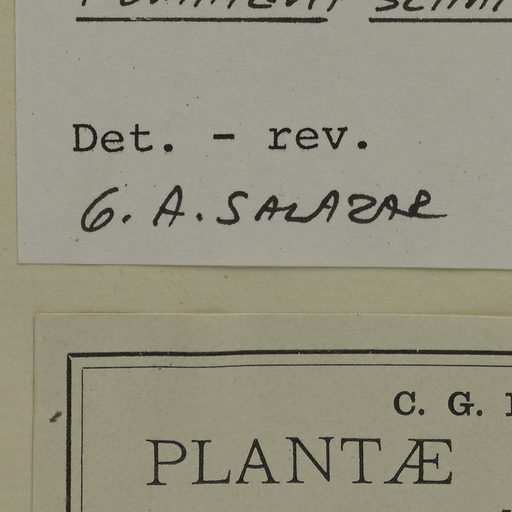 Det. - rev.
G. A. SALAZAR
C. G.
PLANTÆ